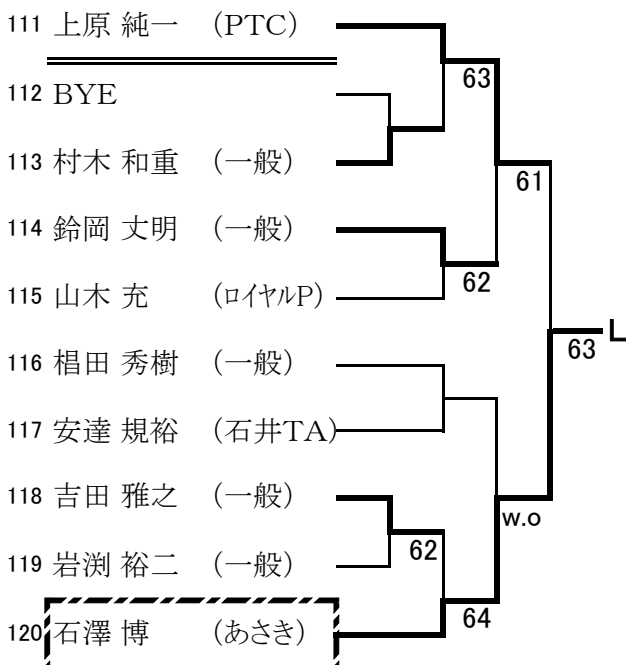 111 上原 純一 (PTC)
63
112 BYE
113 村木 和重 (一般)
61
114 鈴岡 丈明 (一般)
62
115 山木 充 (ロイヤルP)
63 L
116 椙田 秀樹 (一般)
117 安達 規裕 (石井TA)
118 吉田 雅之 (一般)
w.o
62
119 岩渕 裕二 (一般)
64
120 石澤 博 (あさき)